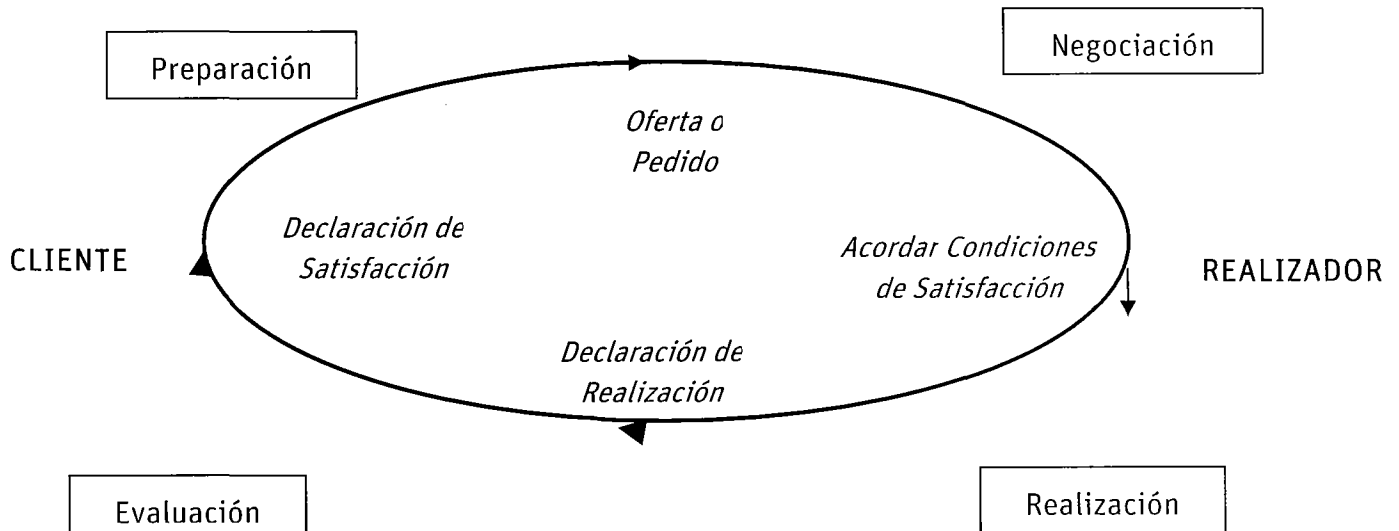 Preparación
Negociación
Oferta o
Pedido
Declaración de
Satisfacción
CLIENTE
Acordar Condiciones
de Satisfacción
REALIZADOR
Declaración de
Realización
Evaluación
Realización